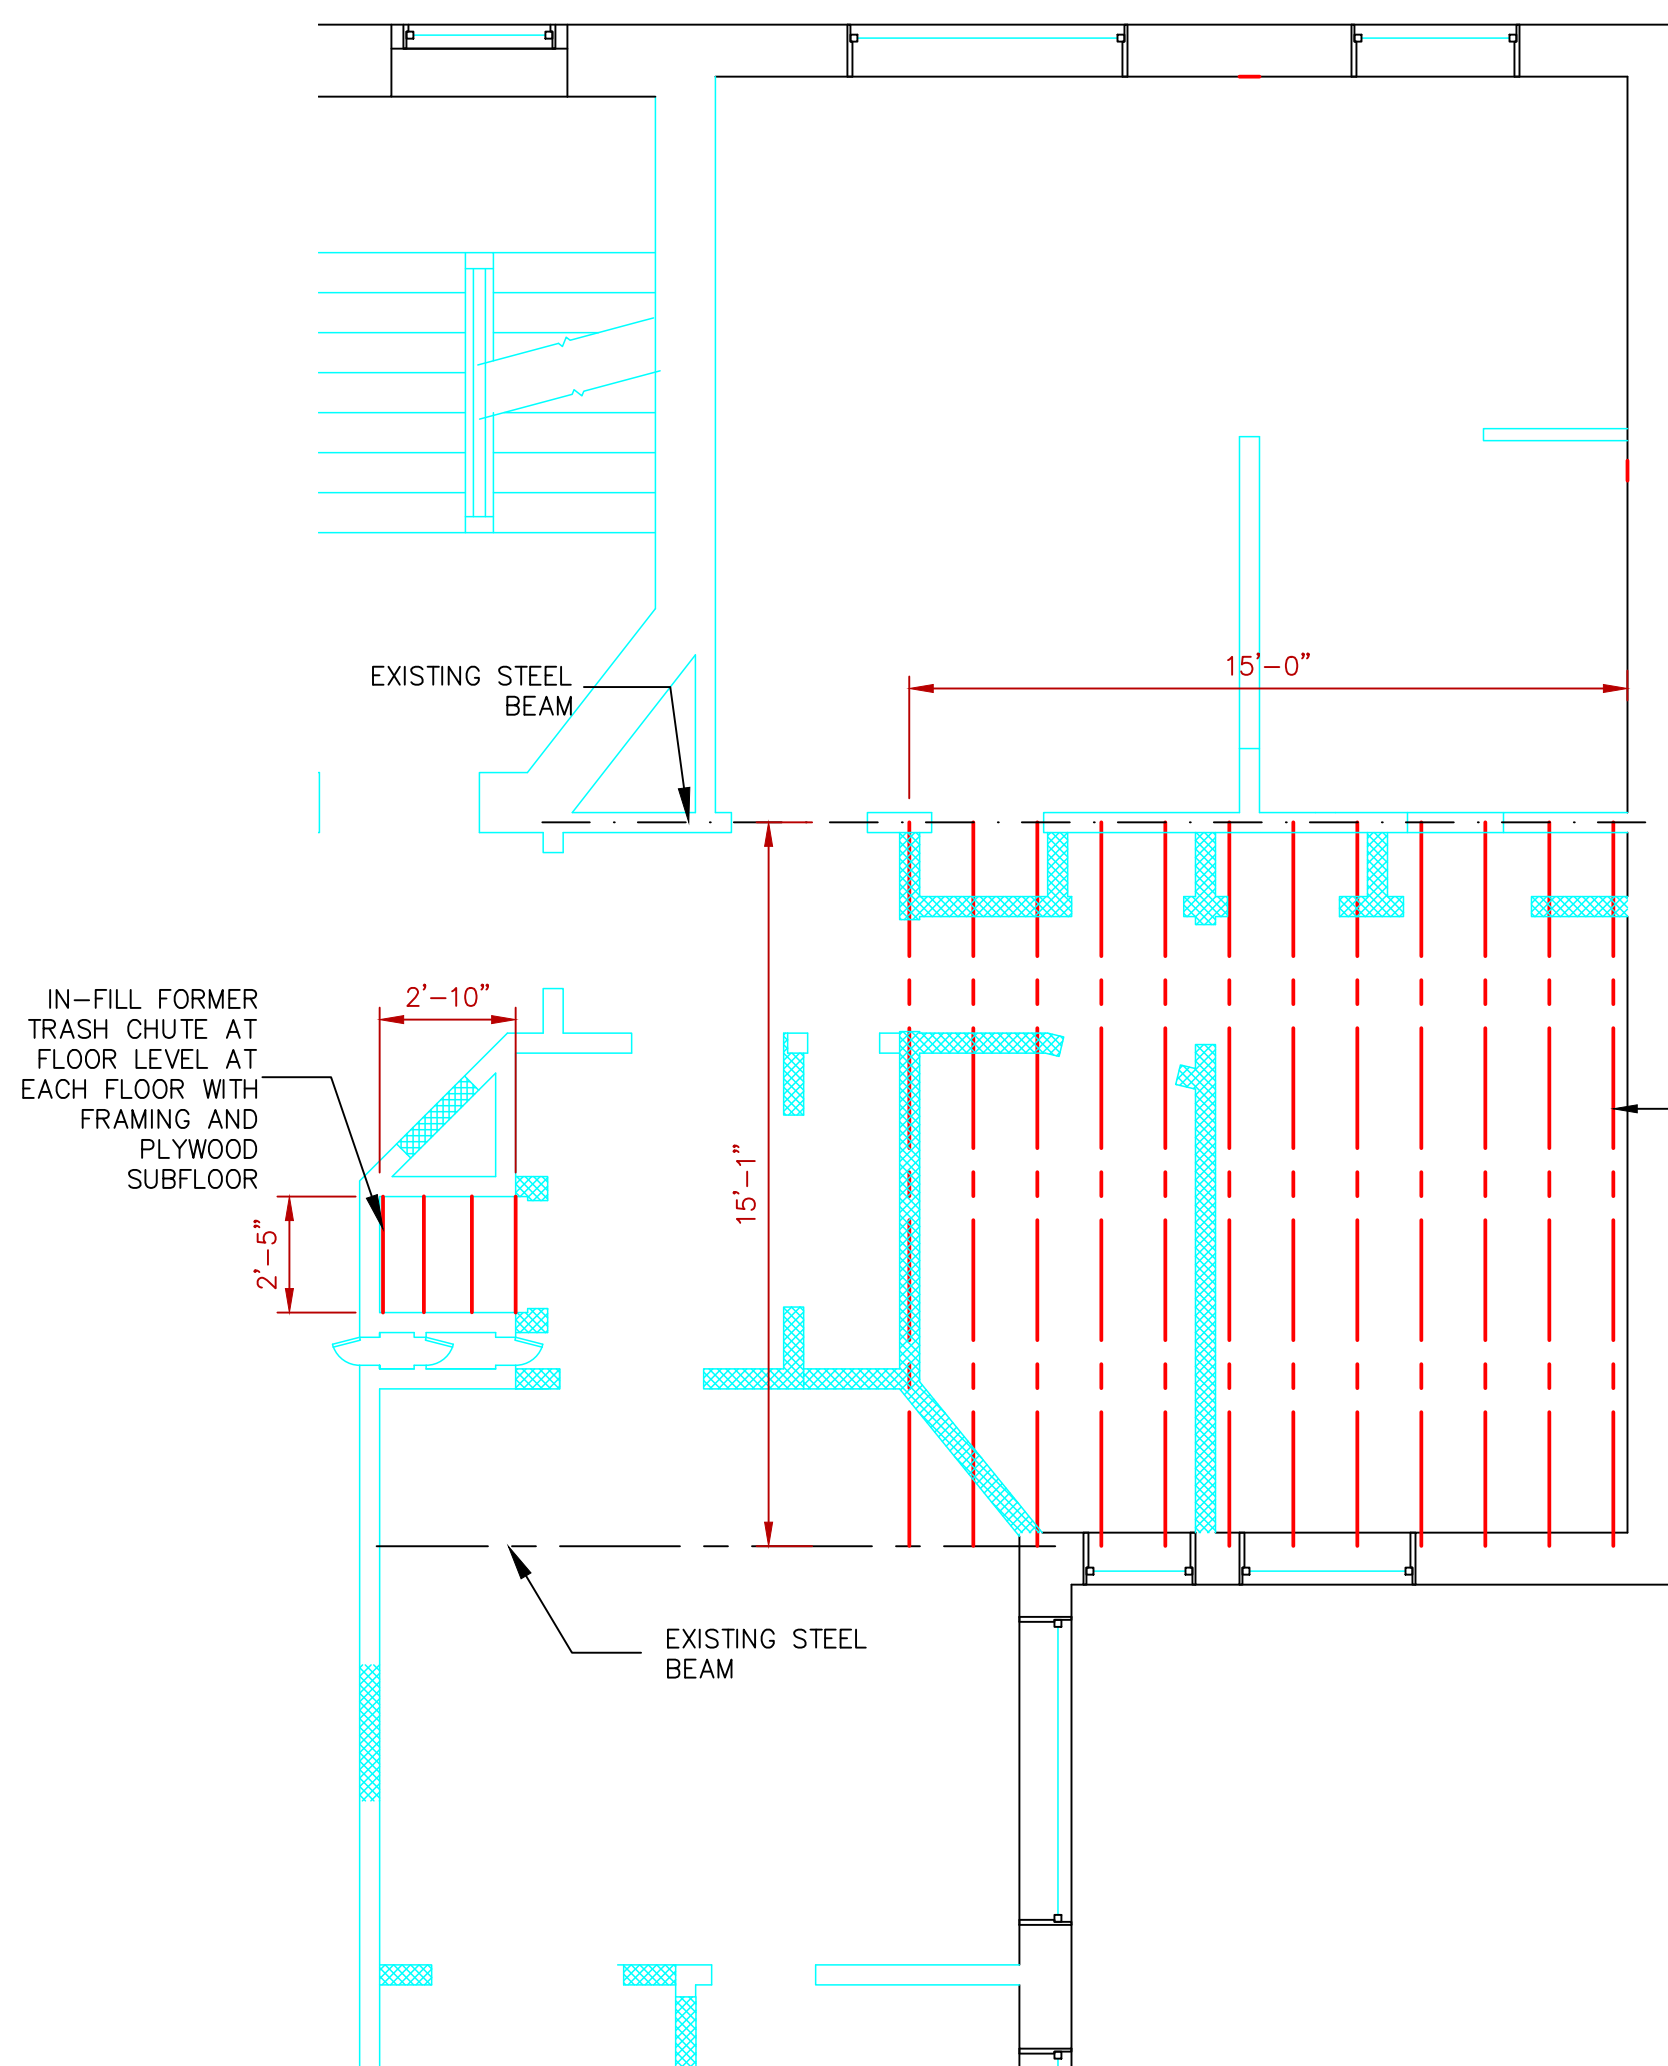 EXISTING STEEL
BEAM
15'-0"
IN-FILL FORMER
TRASH CHUTE AT
FLOOR LEVEL AT
EACH FLOOR WITH
FRAMING AND
PLYWOOD
SUBFLOOR
2'-10"
15'-1"
2'-5"
EXISTING STEEL
BEAM